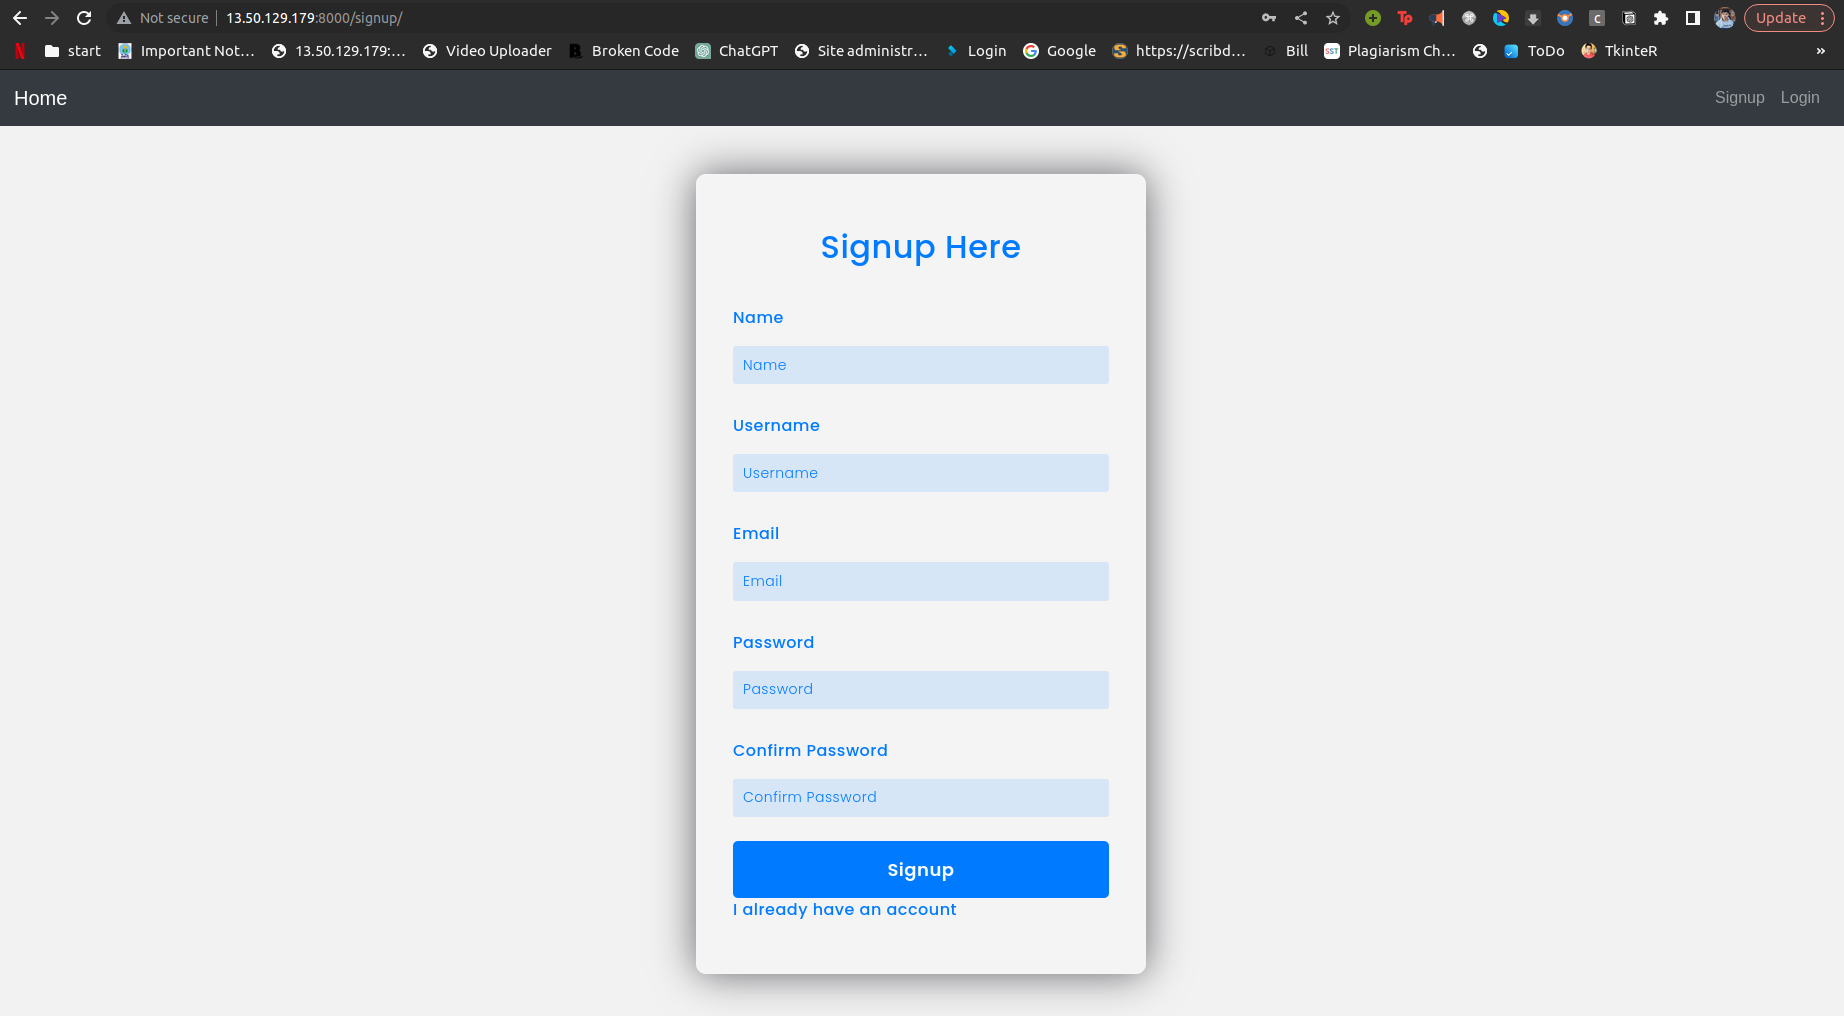 Not secure 13.50.129.179:8000/signup/ Update
start Important Not... 13.50.129.179:... Video Uploader Broken Code ChatGPT Site administr... Login Google https://scribd... Bill Plagiarism Ch... ToDo TkinteR »
Home Signup Login
Signup Here
Name
Name
Username
Username
Email
Email
Password
Password
Confirm Password
Confirm Password
Signup
I already have an account